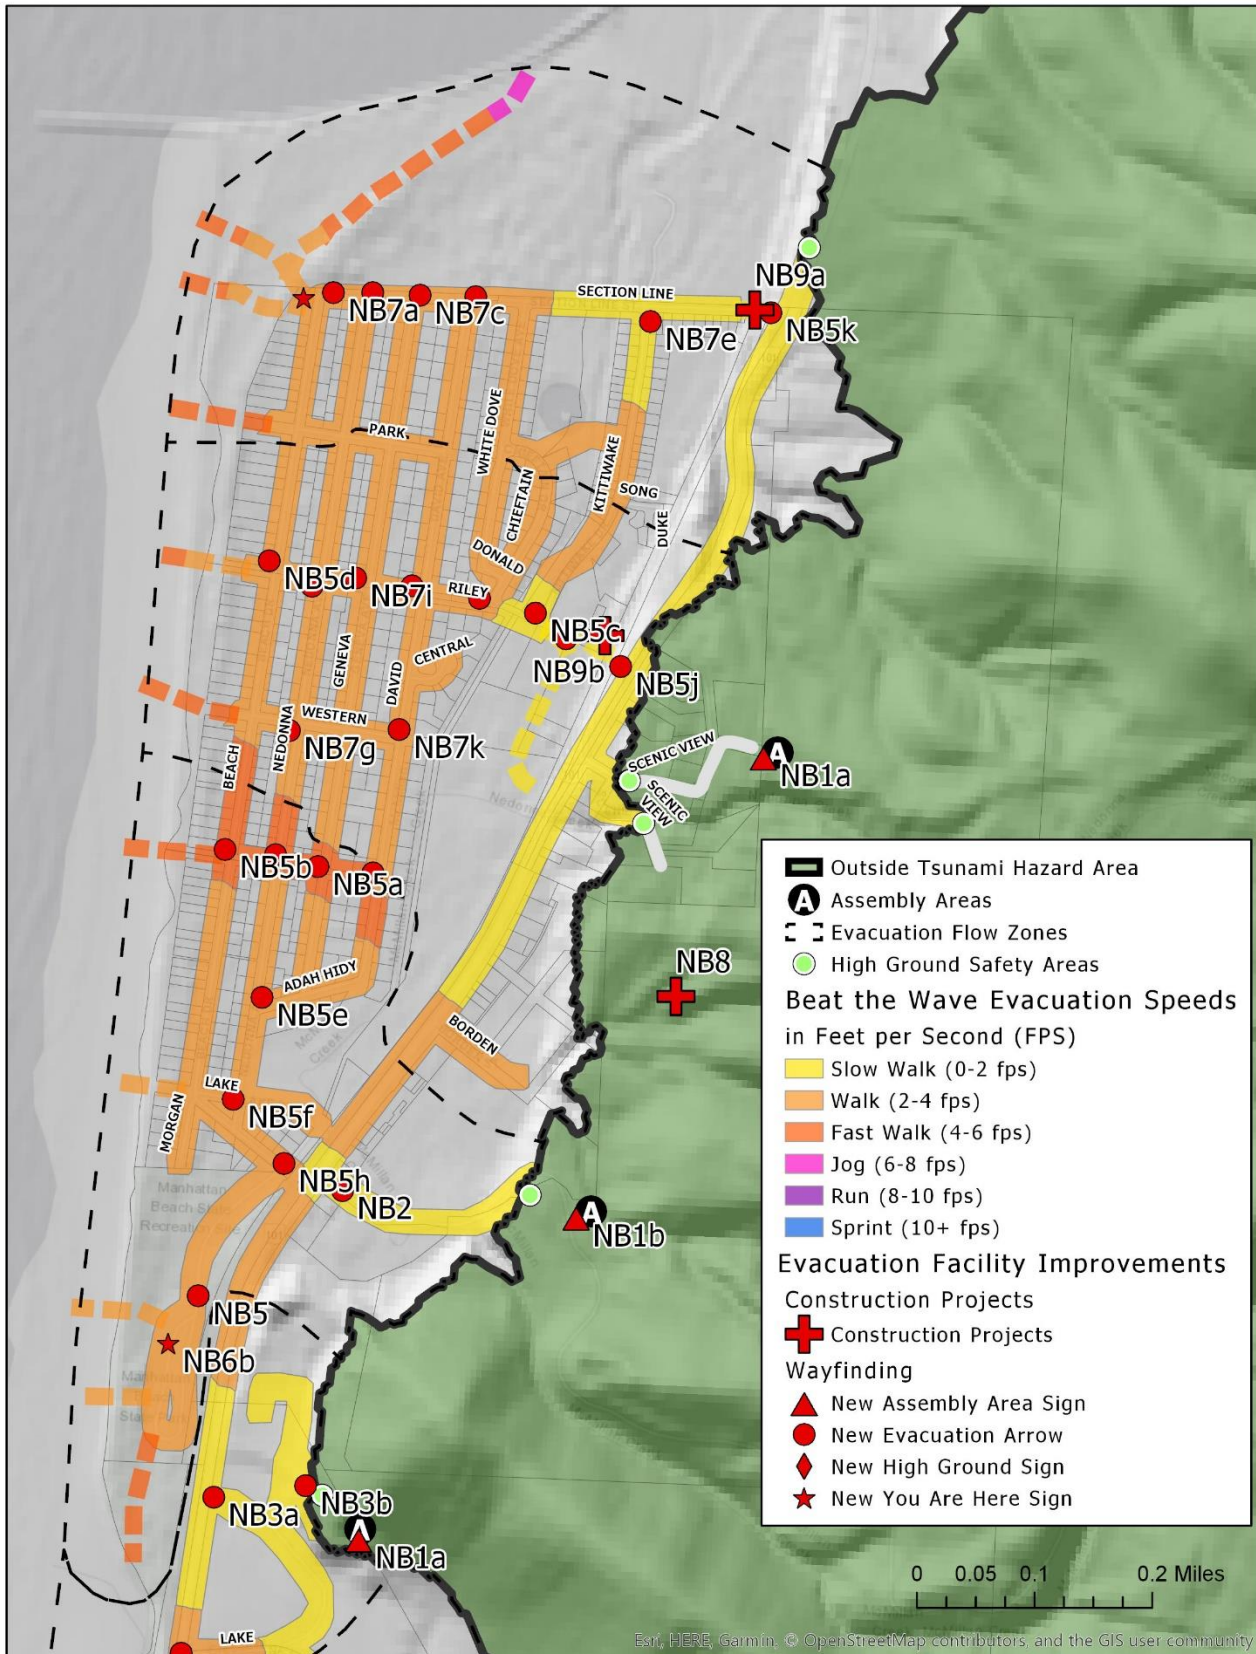 NB9a
SECTION LINE
NB7a
NB7c
NB7e
NB5k
WHITE DOVE
PARK
CHIEFTAIN
KITTIWAKE
SONG
DUKE
DONALD
NB5d
NB7i
RILEY
NB5c
GENEVA
CENTRAL
NB9b
NB5j
DAVID
WESTERN
NEDONNA
NB7g
NB7k
BEACH
SCENIC VIEW
SCENIC
VIEW
NB1a
NB5b
NB5a
NB8
ADAH HIDY
NB5e
BORDEN
LAKE
NB5f
MORGAN
NB5h
NB2
Manhattan
Beach State
Recreation Site
NB1b
NB5
NB6b
NB3a
NB3b
NB1a
LAKE
Outside Tsunami Hazard Area
A Assembly Areas
Evacuation Flow Zones
High Ground Safety Areas
Beat the Wave Evacuation Speeds
in Feet per Second (FPS)
Slow Walk (0-2 fps)
Walk (2-4 fps)
Fast Walk (4-6 fps)
Jog (6-8 fps)
Run (8-10 fps)
Sprint (10+ fps)
Evacuation Facility Improvements
Construction Projects
Construction Projects
Wayfinding
New Assembly Area Sign
New Evacuation Arrow
New High Ground Sign
New You Are Here Sign
0 0.05 0.1 0.2 Miles
Esri, HERE, Garmin, © OpenStreetMap contributors, and the GIS user community